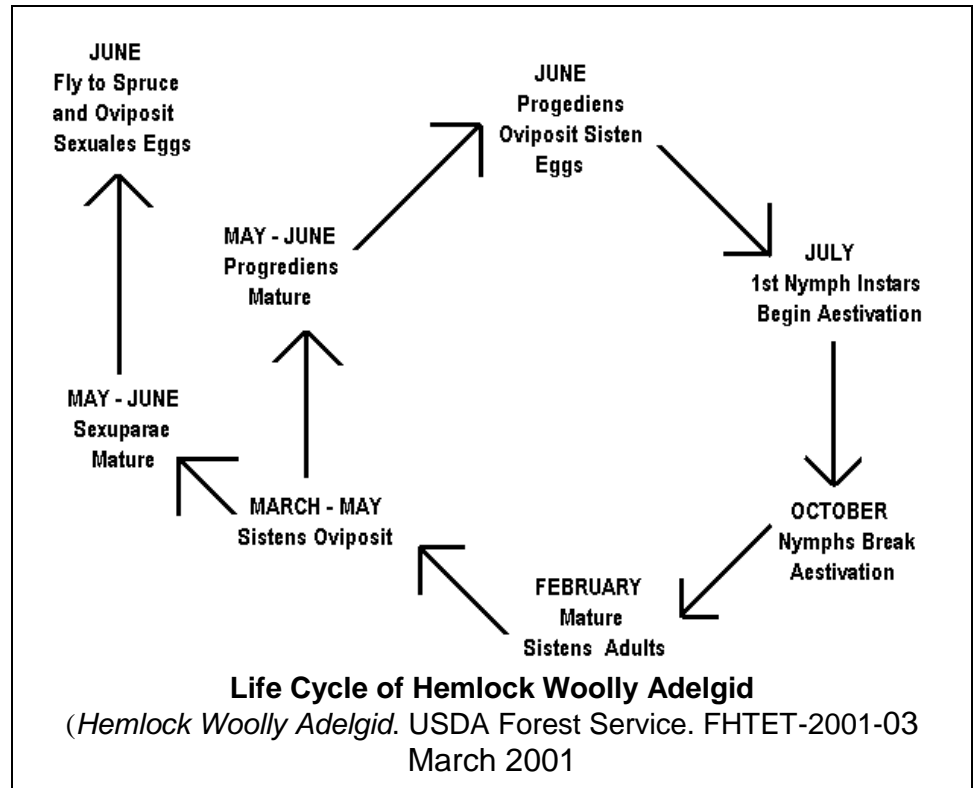 JUNE
Fly to Spruce
and Oviposit
Sexuales Eggs
JUNE
Progediens
Oviposit Sisten
Eggs
MAY - JUNE
Progrediens
Mature
JULY
1st Nymph Instars
Begin Aestivation
MAY - JUNE
Sexuparae
Mature
MARCH - MAY
Sistens Oviposit
OCTOBER
Nymphs Break
Aestivation
FEBRUARY
Mature
Sistens Adults
Life Cycle of Hemlock Woolly Adelgid
(Hemlock Woolly Adelgid. USDA Forest Service. FHTET-2001-03
March 2001